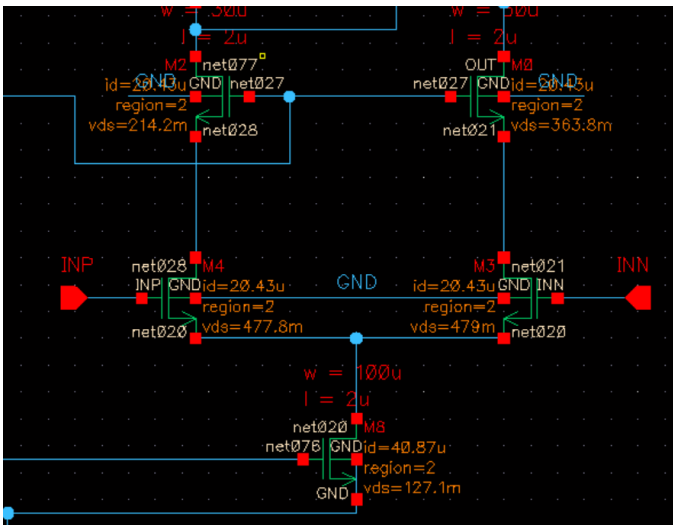 w = 30u
w = 30u
l = 2u
l = 2u
M2
net077
OUT
M0
GND
GND
net027
net027
GND
GND
id=20.43u
id=20.43u
region=2
region=2
vds=214.2m
vds=363.8m
net028
net021
INP
net028
M4
M3
net021
INN
INP
GND
id=20.43u
GND
id=20.43u
GND
INN
region=2
region=2
net020
vds=477.8m
vds=479m
net020
w = 100u
l = 2u
net020
M8
net076
GND
id=40.87u
region=2
GND
vds=127.1m